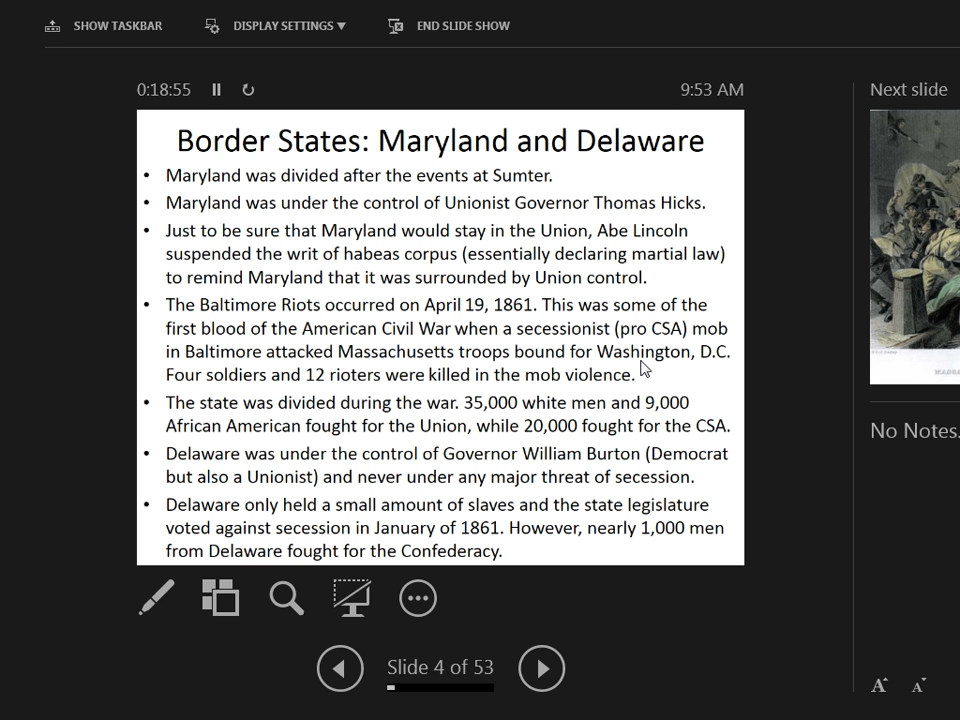 SHOW TASKBAR
DISPLAY SETTINGS ▼
END SLIDE SHOW
0:18:55
9:53 AM
Next slide
Border States: Maryland and Delaware
• Maryland was divided after the events at Sumter.
• Maryland was under the control of Unionist Governor Thomas Hicks.
• Just to be sure that Maryland would stay in the Union, Abe Lincoln
suspended the writ of habeas corpus (essentially declaring martial law)
to remind Maryland that it was surrounded by Union control.
• The Baltimore Riots occurred on April 19, 1861. This was some of the
first blood of the American Civil War when a secessionist (pro CSA) mob
in Baltimore attacked Massachusetts troops bound for Washington, D.C.
Four soldiers and 12 rioters were killed in the mob violence.
• The state was divided during the war. 35,000 white men and 9,000
African American fought for the Union, while 20,000 fought for the CSA.
• Delaware was under the control of Governor William Burton (Democrat
but also a Unionist) and never under any major threat of secession.
• Delaware only held a small amount of slaves and the state legislature
voted against secession in January of 1861. However, nearly 1,000 men
from Delaware fought for the Confederacy.
No Notes.
Slide 4 of 53
A A